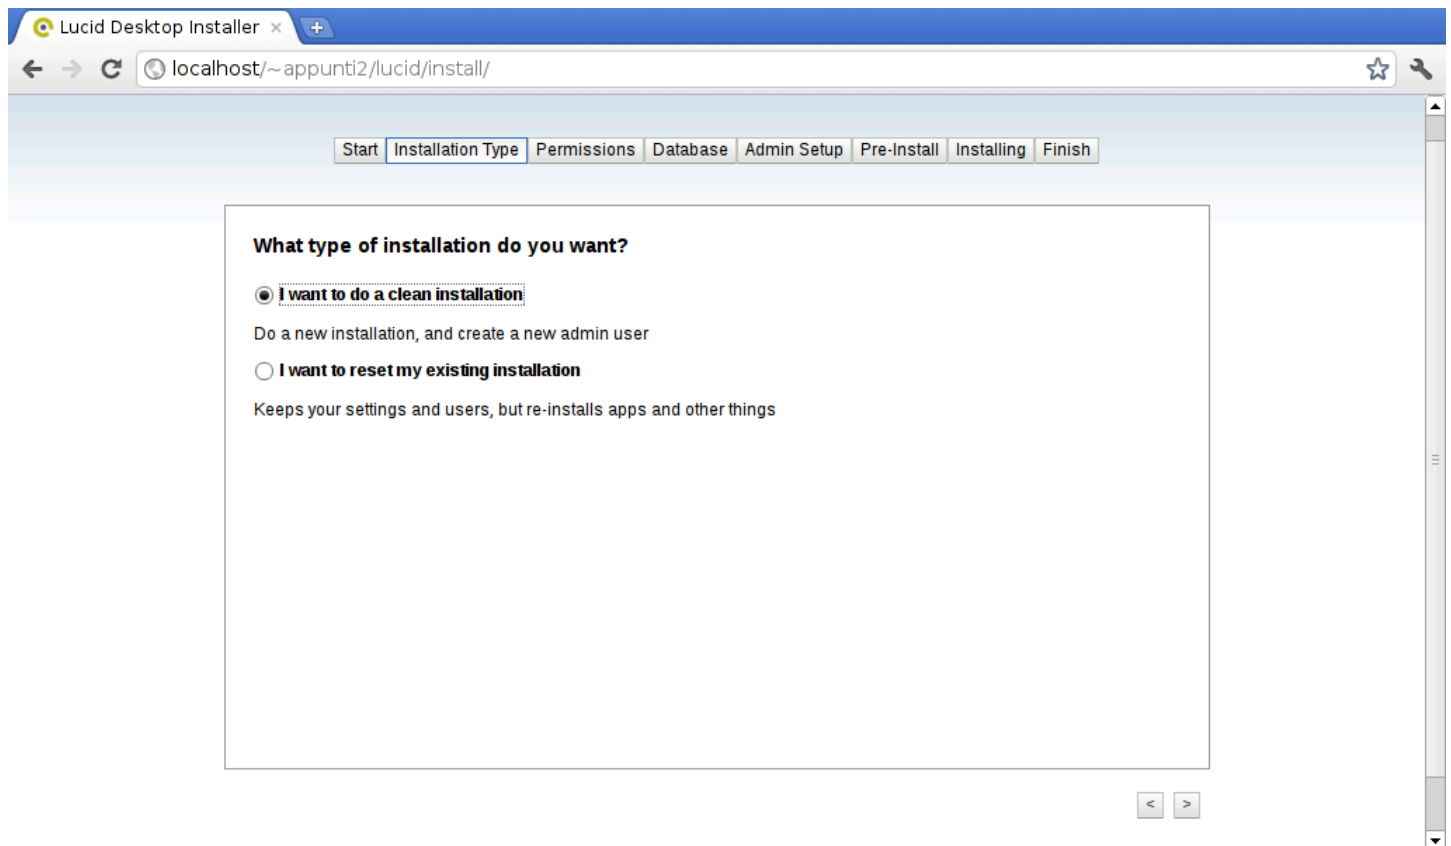 Lucid Desktop Installer
localhost/~appunti2/lucid/install/
Start Installation Type Permissions Database Admin Setup Pre-Install Installing Finish
What type of installation do you want?
I want to do a clean installation
Do a new installation, and create a new admin user
I want to reset my existing installation
Keeps your settings and users, but re-installs apps and other things
< >